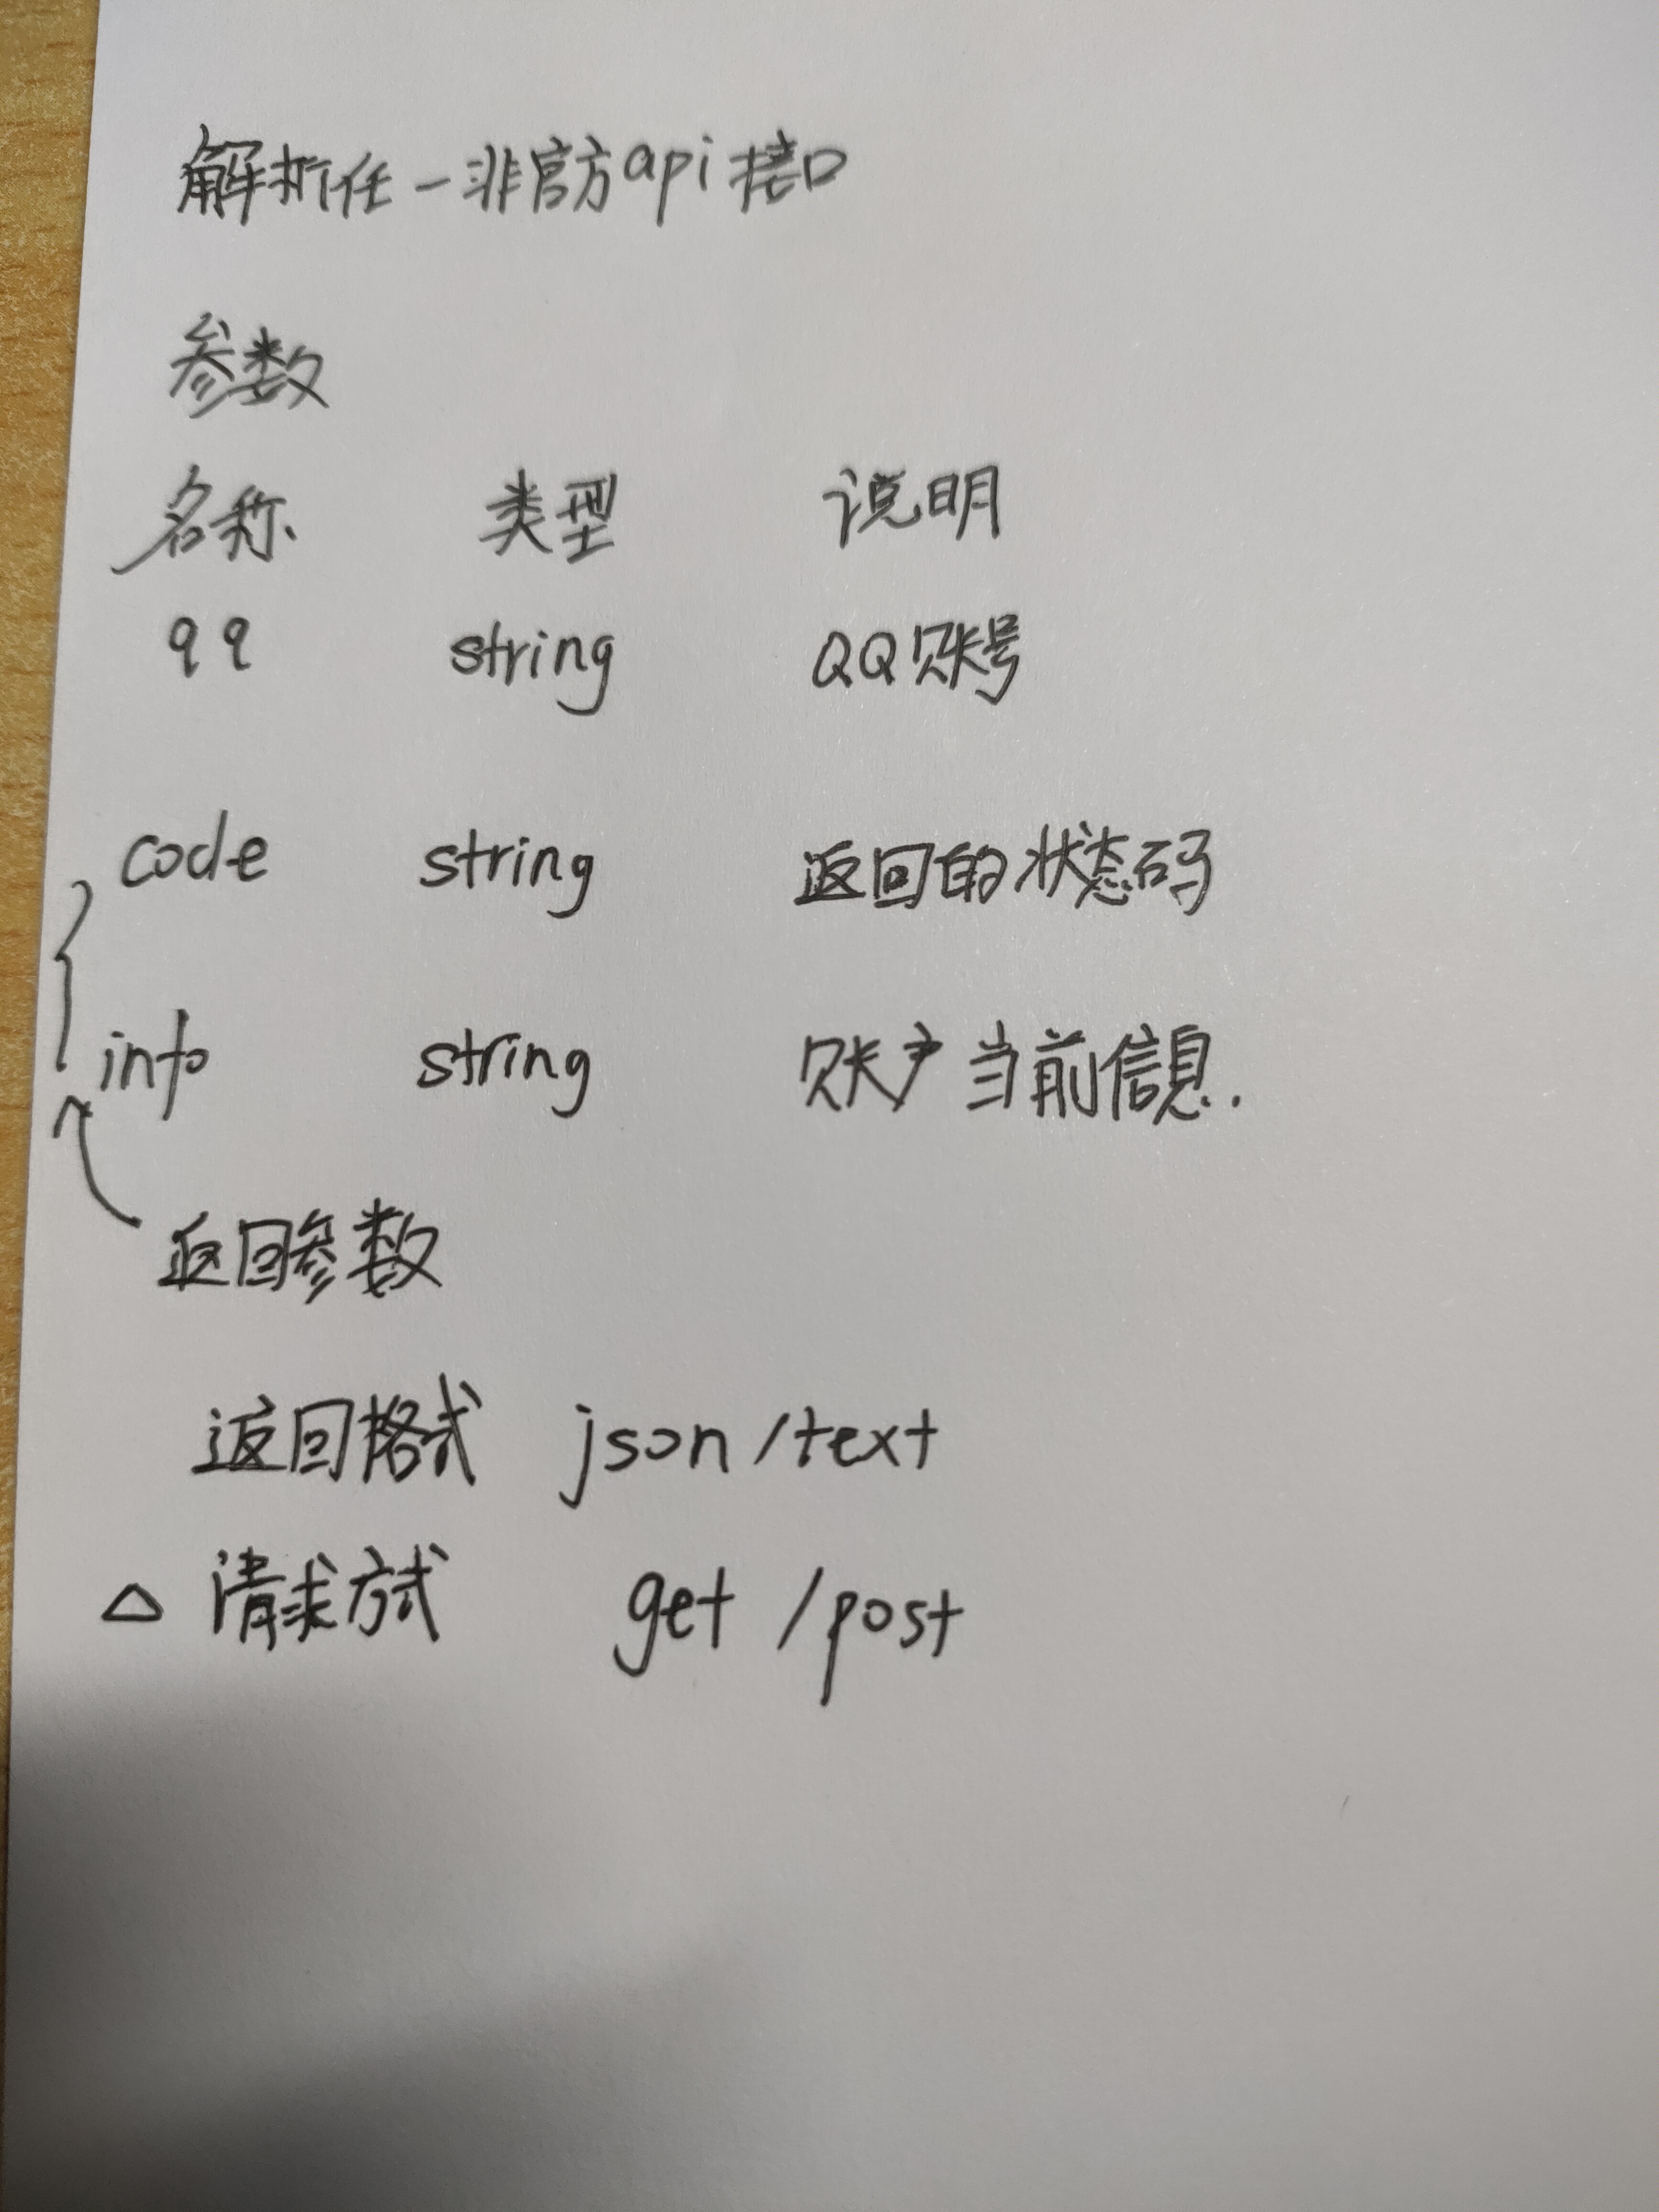 解析任一非官方api接口
参数
名称 类型 说明
qq string QQ账号
code string 返回的状态码
info string 账户当前信息.
返回参数
返回格式 json/text
△ 请求方式 get/post